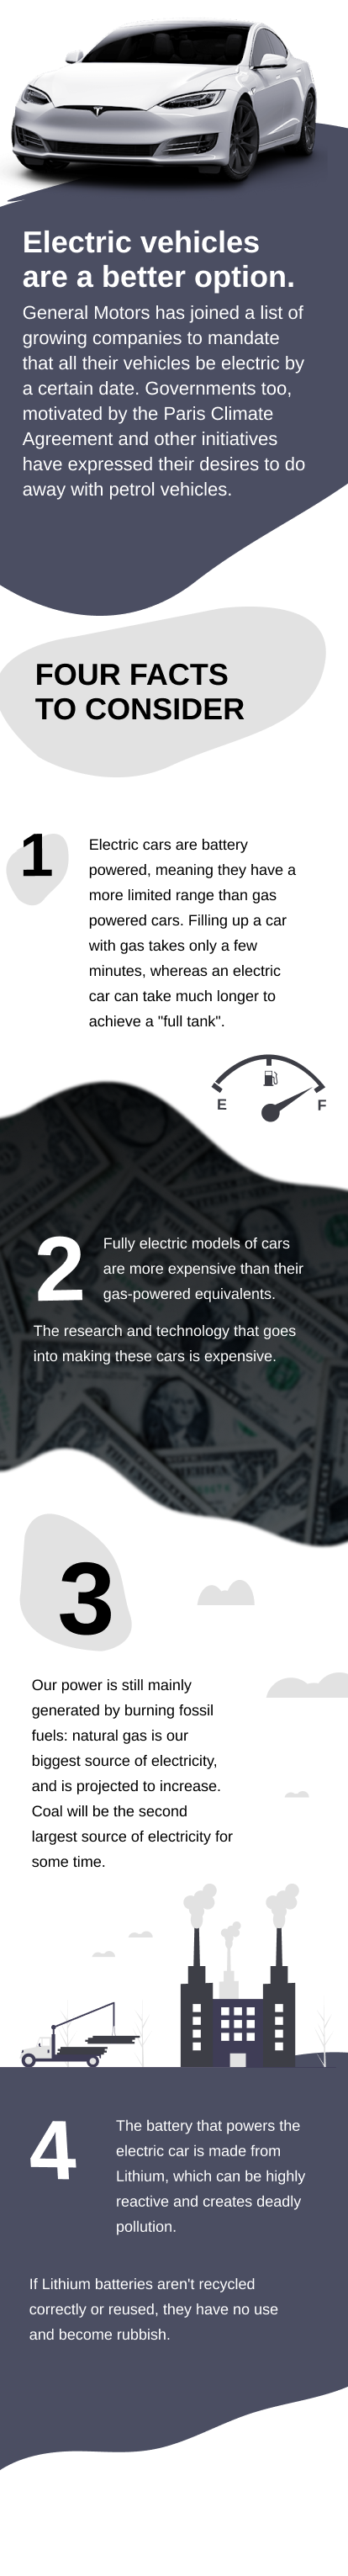 Electric vehicles
are a better option.
General Motors has joined a list of
growing companies to mandate
that all their vehicles be electric by
a certain date. Governments too,
motivated by the Paris Climate
Agreement and other initiatives
have expressed their desires to do
away with petrol vehicles.
FOUR FACTS
TO CONSIDER
1
Electric cars are battery
powered, meaning they have a
more limited range than gas
powered cars. Filling up a car
with gas takes only a few
minutes, whereas an electric
car can take much longer to
achieve a "full tank".
E
F
2
Fully electric models of cars
are more expensive than their
gas-powered equivalents.
The research and technology that goes
into making these cars is expensive.
3
Our power is still mainly
generated by burning fossil
fuels: natural gas is our
biggest source of electricity,
and is projected to increase.
Coal will be the second
largest source of electricity for
some time.
4
The battery that powers the
electric car is made from
Lithium, which can be highly
reactive and creates deadly
pollution.
If Lithium batteries aren't recycled
correctly or reused, they have no use
and become rubbish.